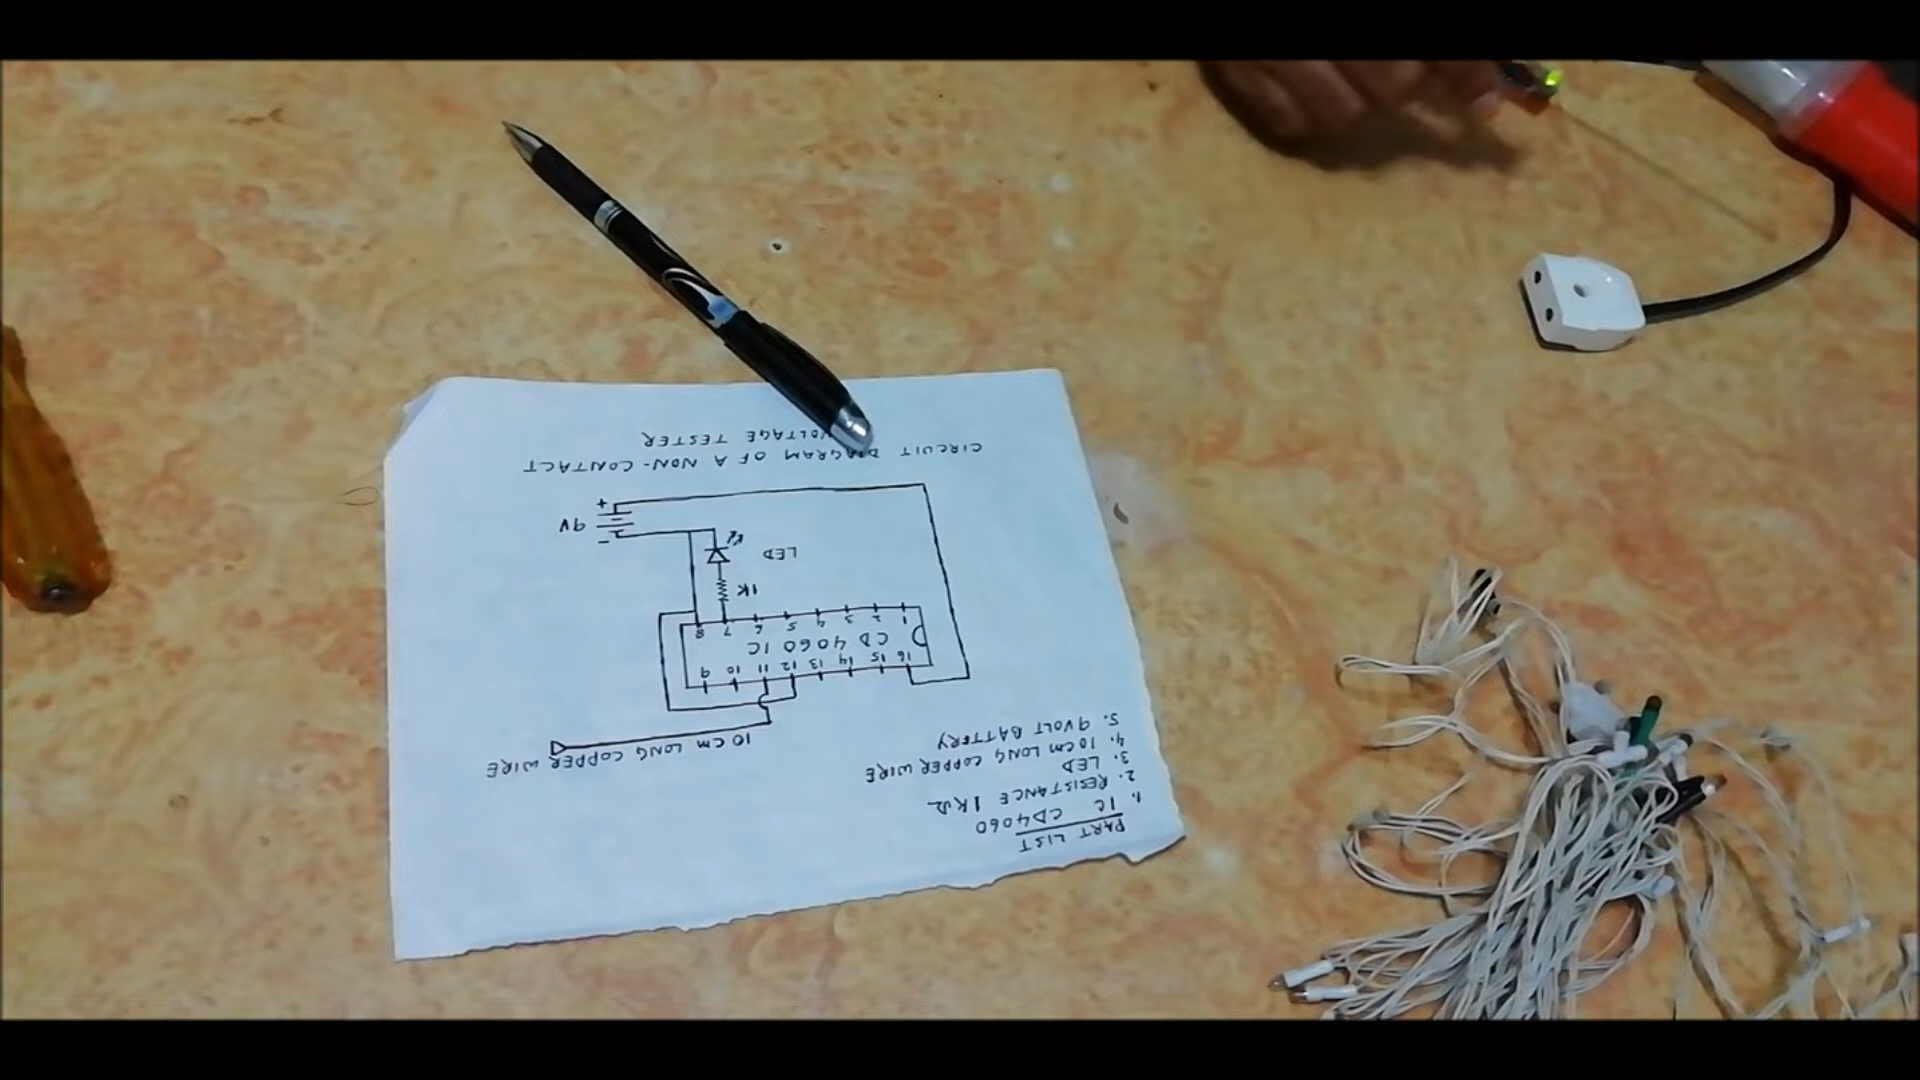 PART LIST
1. IC CD4060
2. RESISTANCE 1KΩ
3. LED
4. 10 CM LONG COPPER WIRE
5. 9 VOLT BATTERY
10 CM LONG COPPER WIRE
16 15 14 13 12 11 10 9
CD 4060 IC
1 2 3 4 5 6 7 8
1K
LED
-
9V
+
CIRCUIT DIAGRAM OF A NON-CONTACT
VOLTAGE TESTER